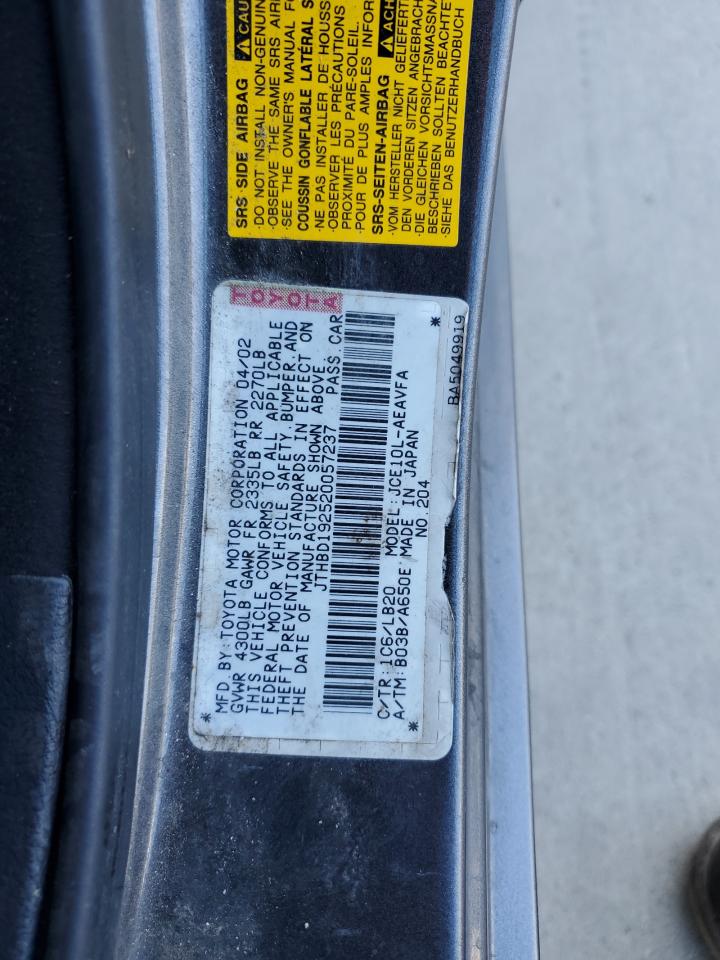 SRS SIDE AIRBAG
DO NOT INSTALL NON-GENUIN
OBSERVE THE SAME SRS AIR
SEE THE OWNER'S MANUAL FO
COUSSIN GONFLABLE LATÉRAL S
·NE PAS INSTALLER DE HOUSS
·OBSERVER LES PRÉCAUTIONS
PROXIMITÉ DU PARE-SOLEIL.
·POUR DE PLUS AMPLES INFOR
SRS-SEITEN-AIRBAG ACH
·VOM HERSTELLER NICHT GELIEFERT
DEN VORDEREN SITZEN ANGEBRACH
·DIE GLEICHEN VORSICHTSMASSNA
BESCHRIEBEN SOLLTEN BEACHTE
·SIEHE DAS BENUTZERHANDBUCH
TOYOTA
* MFD BY:TOYOTA MOTOR CORPORATION 04/02
GVWR 4300LB GAWR FR 2335LB RR 2270LB
THIS VEHICLE CONFORMS TO ALL APPLICABLE
FEDERAL MOTOR VEHICLE SAFETY,BUMPER,AND
THEFT PREVENTION STANDARDS IN EFFECT ON
THE DATE OF MANUFACTURE SHOWN ABOVE.
JTHBD192520057237 PASS.CAR
C/TR:1C6/LB20 MODEL:JCE10L-AEAVFA
A/TM:B03B/A650E MADE IN JAPAN
* NO.204 *
BA5049919